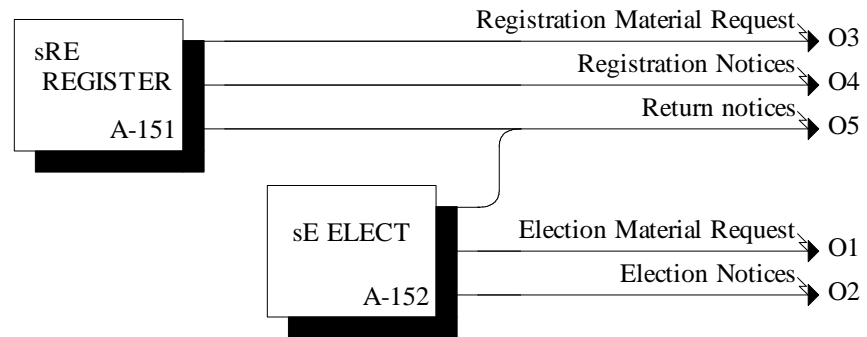 Registration Material Request O3
sRE
REGISTER
Registration Notices O4
Return notices O5
A-151
sE ELECT
Election Material Request O1
Election Notices O2
A-152